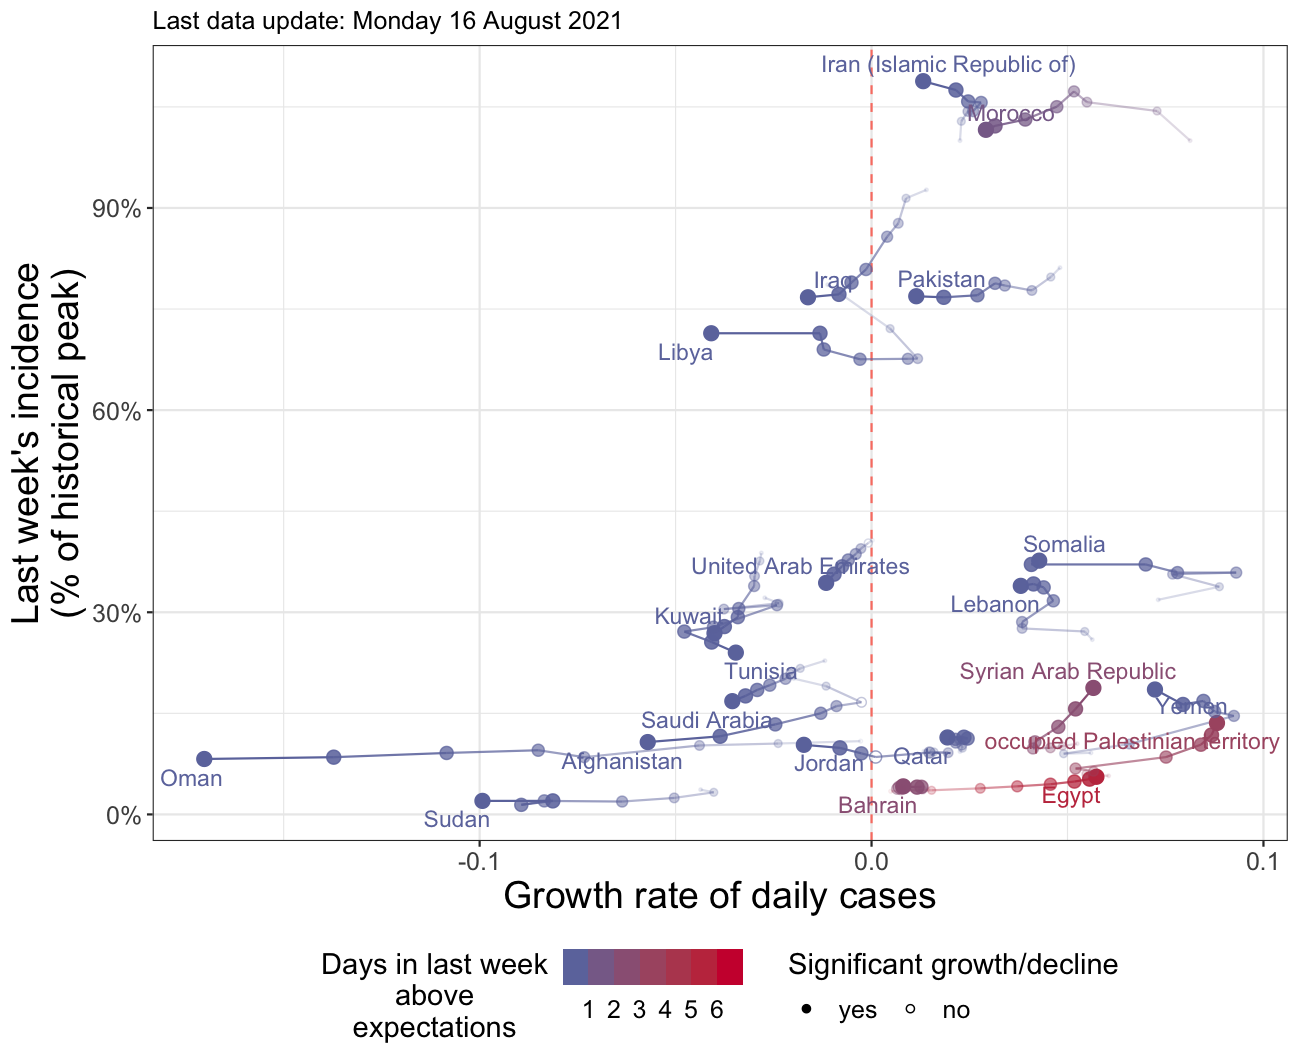 Last data update: Monday 16 August 2021
Iran (Islamic Republic of)
Morocco
90%
Iraq
Pakistan
Libya
60%
Last week's incidence
(% of historical peak)
Somalia
United Arab Emirates
Lebanon
30%
Kuwait
Tunisia
Syrian Arab Republic
Yemen
Saudi Arabia
occupied Palestinian territory
Afghanistan
Jordan
Qatar
Oman
Egypt
Bahrain
Sudan
0%
-0.1
0.0
0.1
Growth rate of daily cases
Days in last week
above
expectations
1 2 3 4 5 6
Significant growth/decline
yes
no